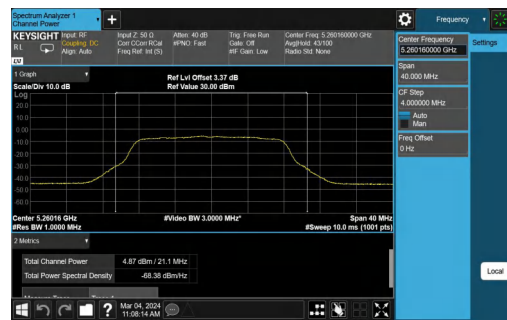 Spectrum Analyzer 1
Channel Power
Frequency
KEYSIGHT Input: RF
RL
Coupling: DC
Align: Auto
Input Z: 50 Ω
Corr CCorr RCal
Freq Ref: Int (S)
Atten: 40 dB
#PNO: Fast
Trig: Free Run
Gate: Off
#IF Gain: Low
Center Freq: 5.260160000 GHz
Avg|Hold: 43/100
Radio Std: None
LVI
1 Graph
Scale/Div 10.0 dB
Ref Lvl Offset 3.37 dB
Ref Value 30.00 dBm
Log
20.0
10.0
0.00
-10.0
-20.0
-30.0
-40.0
-50.0
-60.0
Center 5.26016 GHz
#Video BW 3.0000 MHz*
Span 40 MHz
#Res BW 1.0000 MHz
#Sweep 10.0 ms (1001 pts)
2 Metrics
Total Channel Power
4.87 dBm / 21.1 MHz
Total Power Spectral Density
-68.38 dBm/Hz
Mar 04, 2024
11:08:14 AM
Center Frequency
5.260160000 GHz
Settings
Span
40.000 MHz
CF Step
4.000000 MHz
Auto
Man
Freq Offset
0 Hz
Local